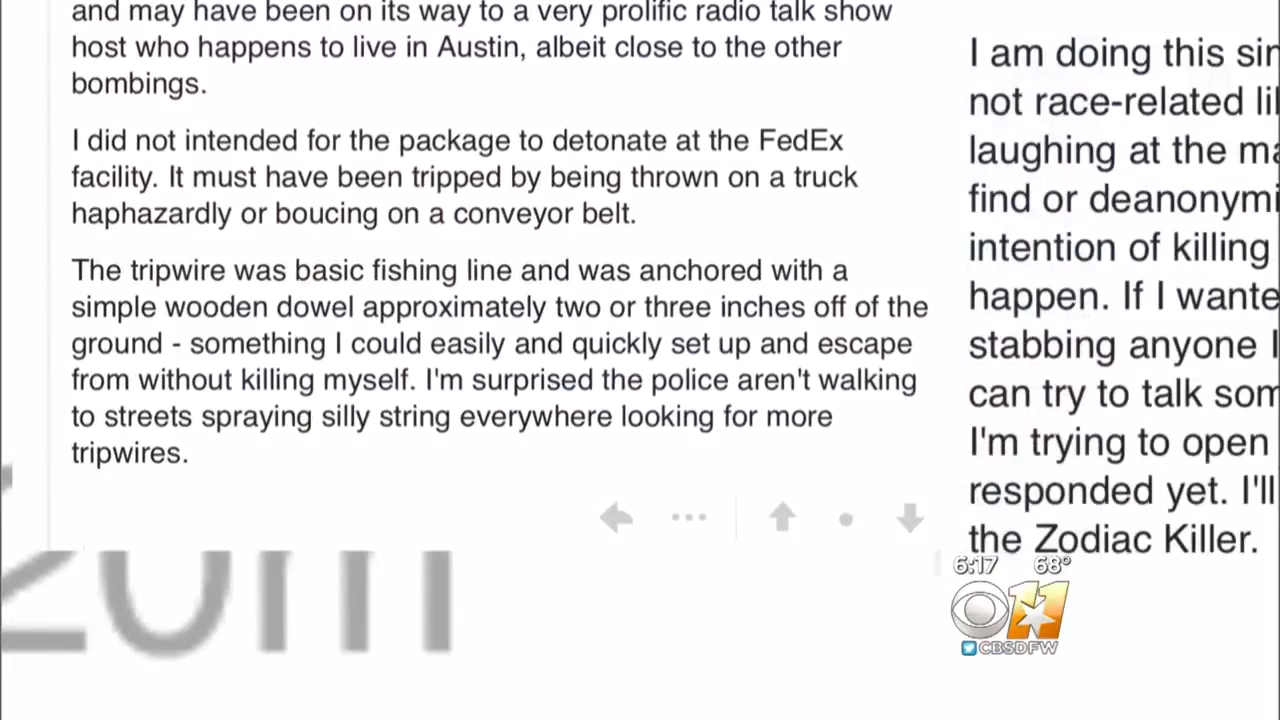 and may have been on its way to a very prolific radio talk show
host who happens to live in Austin, albeit close to the other
bombings.
I did not intended for the package to detonate at the FedEx
facility. It must have been tripped by being thrown on a truck
haphazardly or boucing on a conveyor belt.
The tripwire was basic fishing line and was anchored with a
simple wooden dowel approximately two or three inches off of the
ground - something I could easily and quickly set up and escape
from without killing myself. I'm surprised the police aren't walking
to streets spraying silly string everywhere looking for more
tripwires.
I am doing this
not race-related
laughing at the
find or
intention of killing
happen. If I
stabbing anyone
can try to talk
I'm trying to open
responded yet. I'll
the Zodiac Killer.
6:17 68°
11
CBSDFW